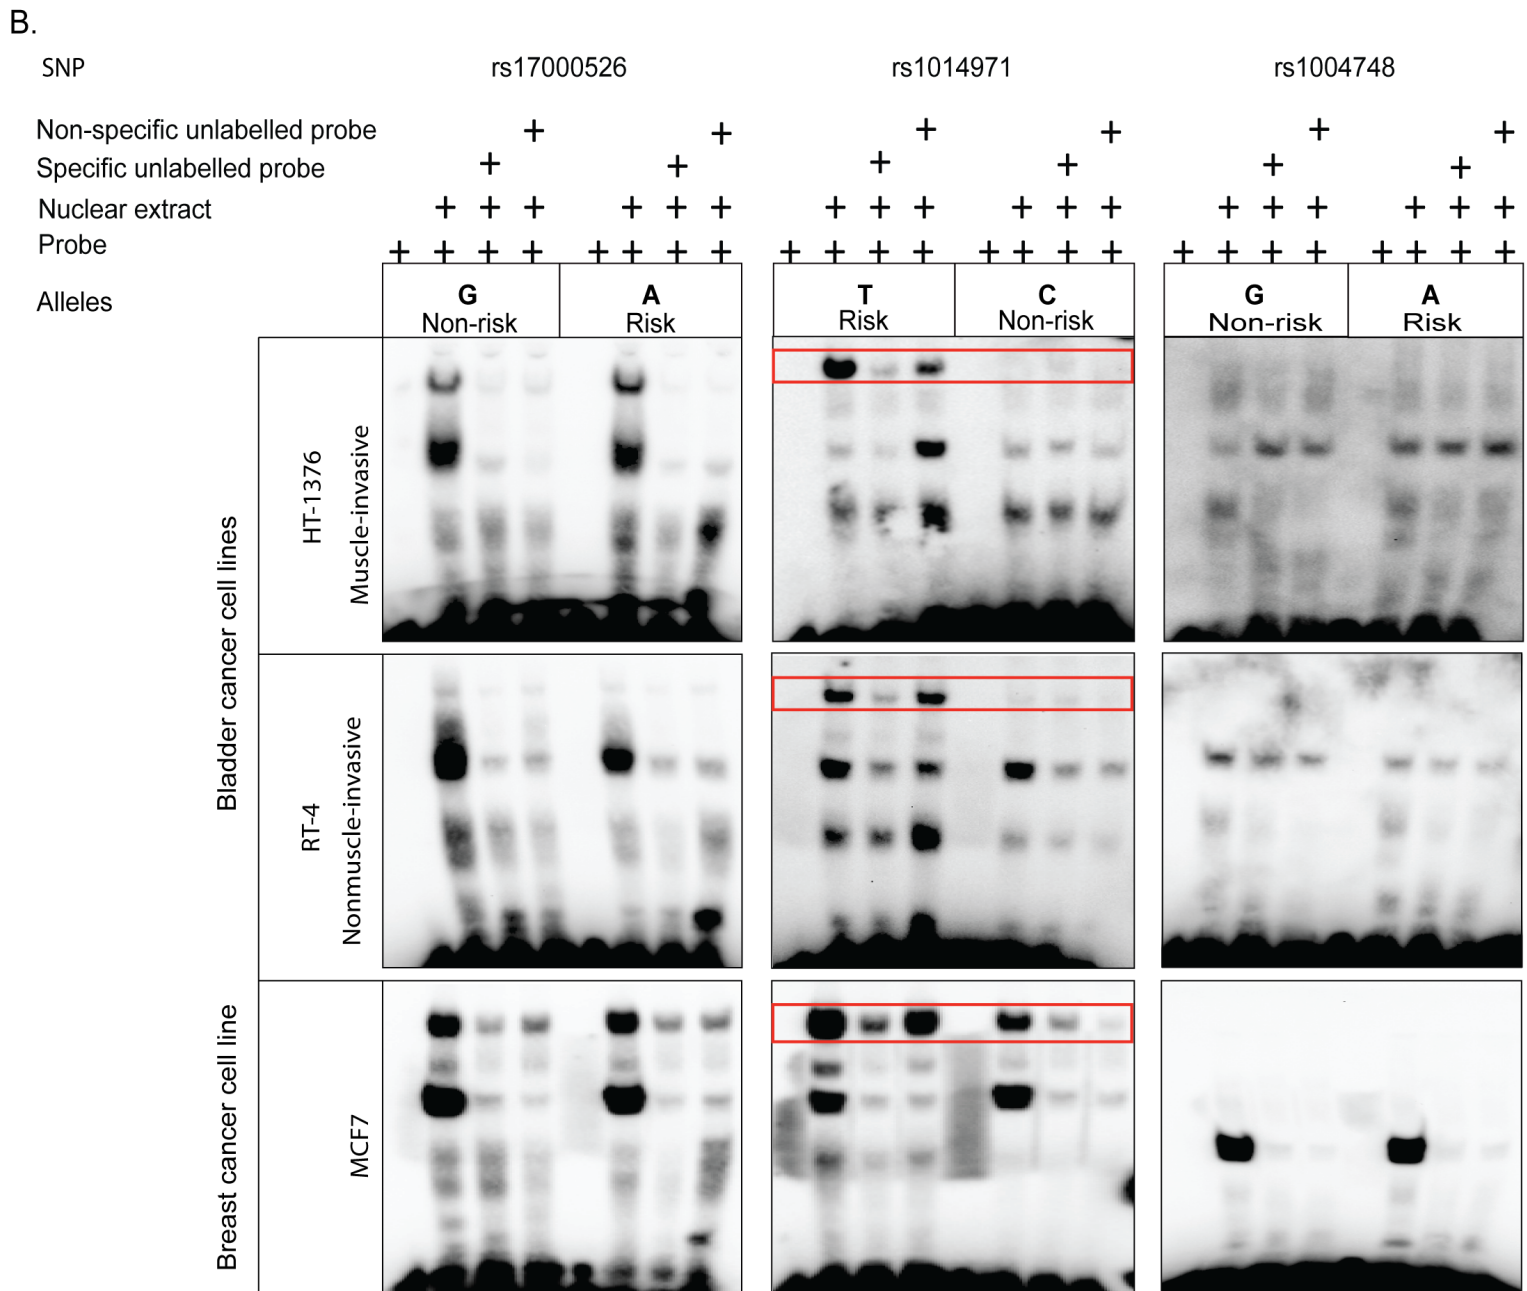 B.
SNP rs17000526 rs1014971 rs1004748
Non-specific unlabelled probe + + + + + +
Specific unlabelled probe + + + + + +
Nuclear extract + + + + + + + + + + + + + + + + + +
Probe + + + + + + + + + + + + + + + + + + + + + + + +
Alleles G A T C G A
Non-risk Risk Risk Non-risk Non-risk Risk
Bladder cancer cell lines
HT-1376
Muscle-invasive
RT-4
Nonmuscle-invasive
Breast cancer cell line
MCF7